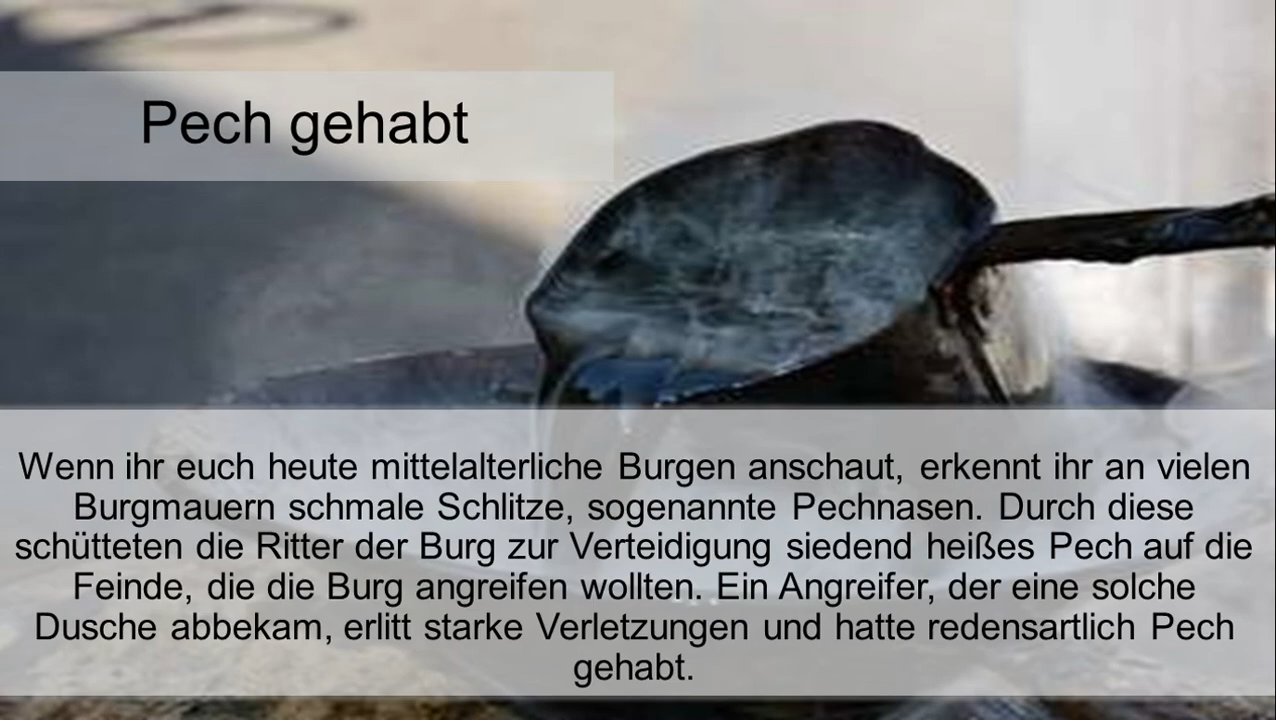 Pech gehabt
Wenn ihr euch heute mittelalterliche Burgen anschaut, erkennt ihr an vielen
Burgmauern schmale Schlitze, sogenannte Pechnasen. Durch diese
schütteten die Ritter der Burg zur Verteidigung siedend heißes Pech auf die
Feinde, die die Burg angreifen wollten. Ein Angreifer, der eine solche
Dusche abbekam, erlitt starke Verletzungen und hatte redensartlich Pech
gehabt.